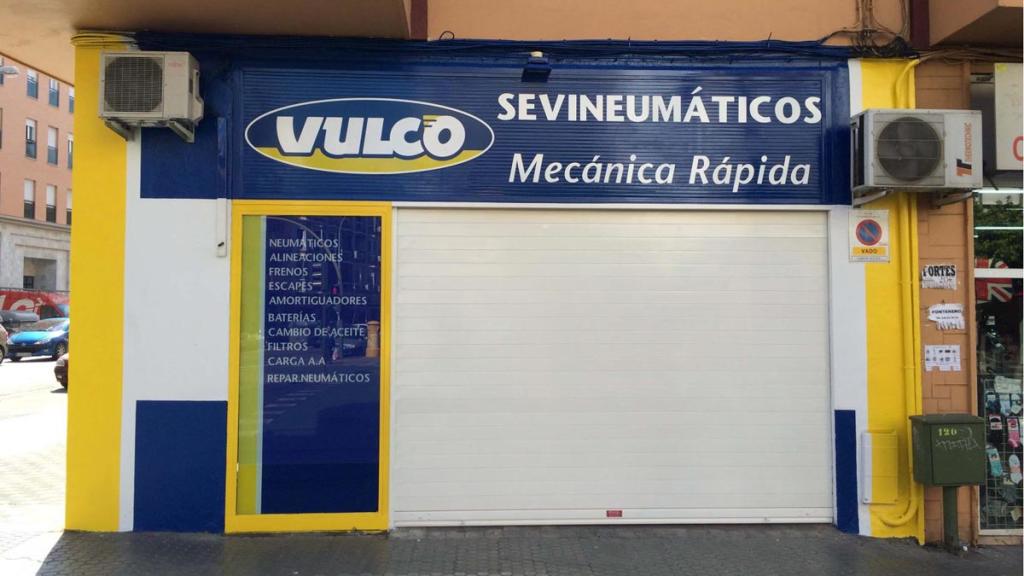 VULCO
SEVINEUMÁTICOS
Mecánica Rápida
NEUMÁTICOS
ALINEACIONES
FRENOS
ESCAPES
AMORTIGUADORES
BATERÍAS
CAMBIO DE ACEITE
FILTROS
CARGA A.A
REPAR.NEUMÁTICOS
VADO
PORTES
120